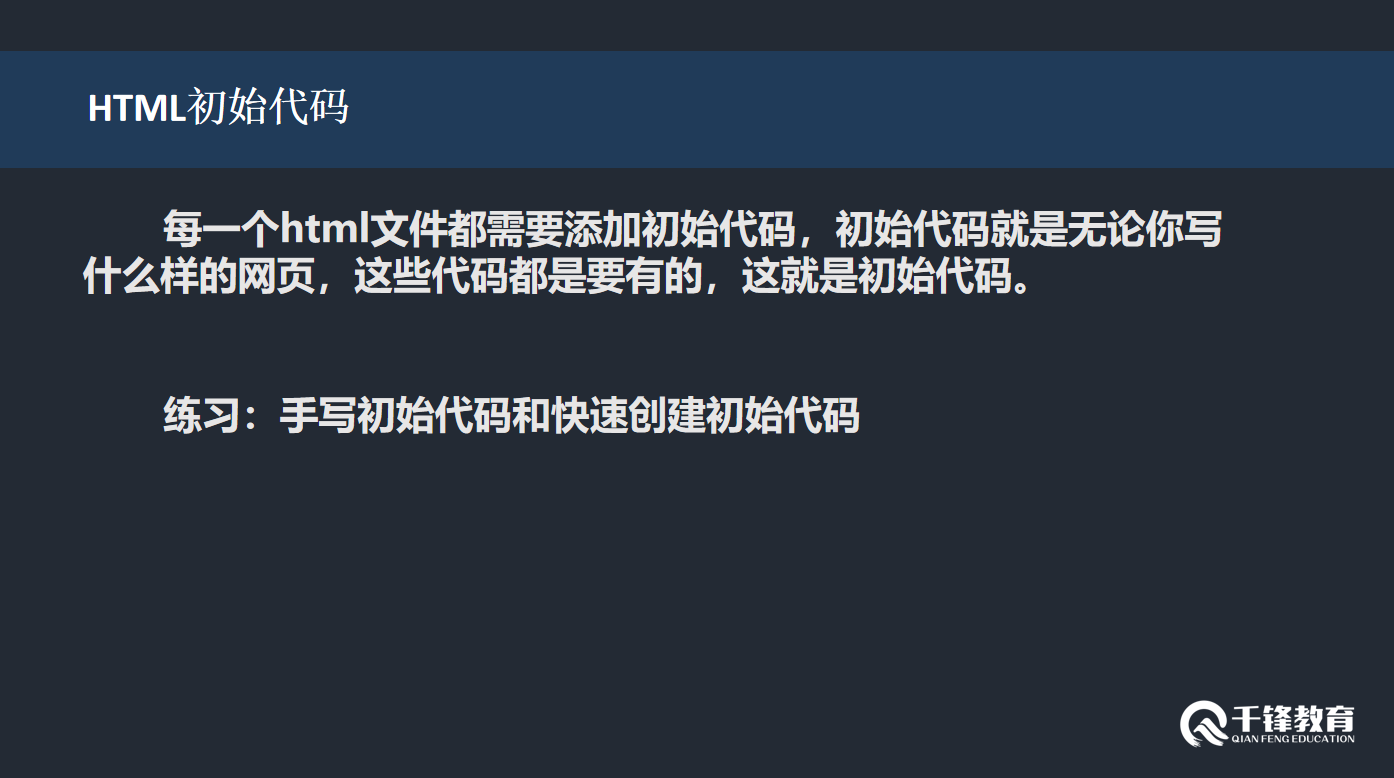 HTML初始代码
每一个html文件都需要添加初始代码，初始代码就是无论你写
什么样的网页，这些代码都是要有的，这就是初始代码。
练习：手写初始代码和快速创建初始代码
千锋教育
QIAN FENG EDUCATION